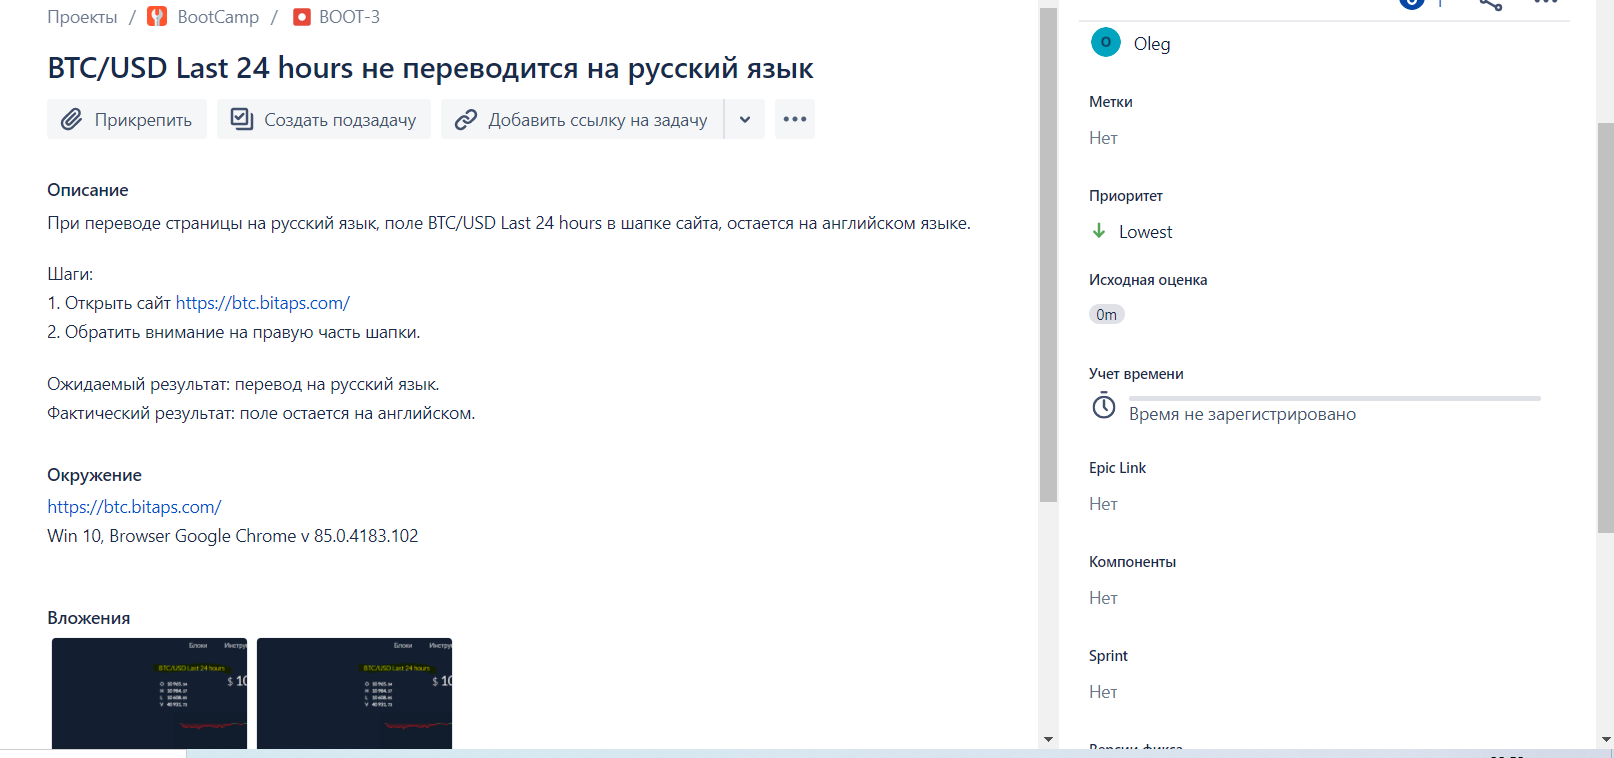 Проекты / BootCamp / BOOT-3
BTC/USD Last 24 hours не переводится на русский язык
Прикрепить
Создать подзадачу
Добавить ссылку на задачу
Описание
При переводе страницы на русский язык, поле BTC/USD Last 24 hours в шапке сайта, остается на английском языке.
Шаги:
1. Открыть сайт https://btc.bitaps.com/
2. Обратить внимание на правую часть шапки.
Ожидаемый результат: перевод на русский язык.
Фактический результат: поле остается на английском.
Окружение
https://btc.bitaps.com/
Win 10, Browser Google Chrome v 85.0.4183.102
Вложения
Блоки
BTC/USD Last 24 hours
Блоки
BTC/USD Last 24 hours
O Oleg
Метки
Нет
Приоритет
Lowest
Исходная оценка
0m
Учет времени
Время не зарегистрировано
Epic Link
Нет
Компоненты
Нет
Sprint
Нет